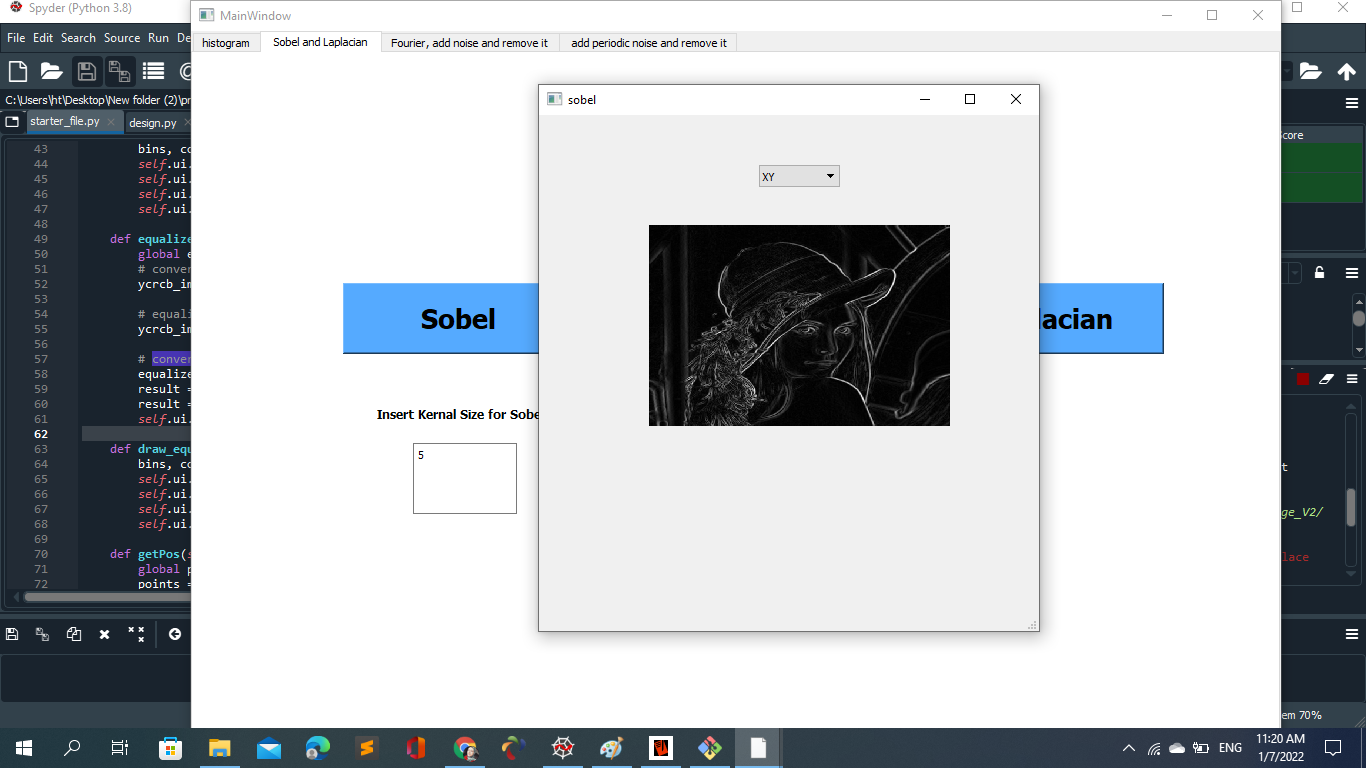 Spyder (Python 3.8)
MainWindow
File Edit Search Source Run De
histogram
Sobel and Laplacian
Fourier, add noise and remove it
add periodic noise and remove it
C:\Users\ht\Desktop\New folder (2)\pr
starter_file.py
design.py
sobel
XY
core
43 bins, co
44 self.ui.
45 self.ui.
46 self.ui.
47 self.ui.
48
49 def equalize
50 global e
51 # conver
52 ycrcb_im
53
54 # equali
55 ycrcb_im
56
57 # conver
58 equalize
59 result =
60 result =
61 self.ui.
62
63 def draw_equ
64 bins, co
65 self.ui.
66 self.ui.
67 self.ui.
68 self.ui.
69
70 def getPos(s
71 global p
72 points =
Sobel
lacian
Insert Kernal Size for Sobe
5
t
ge_V2/
lace
em 70%
ENG
11:20 AM
1/7/2022